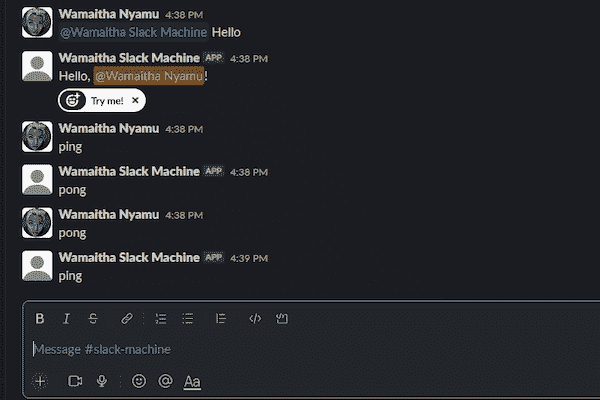 Wamaitha Nyamu 4:38 PM
@Wamaitha Slack Machine Hello
Wamaitha Slack Machine APP 4:38 PM
Hello, @Wamaitha Nyamu!
Try me! ×
Wamaitha Nyamu 4:38 PM
ping
Wamaitha Slack Machine APP 4:38 PM
pong
Wamaitha Nyamu 4:38 PM
pong
Wamaitha Slack Machine APP 4:39 PM
ping
B I S
Message #slack-machine
+ @ Aa